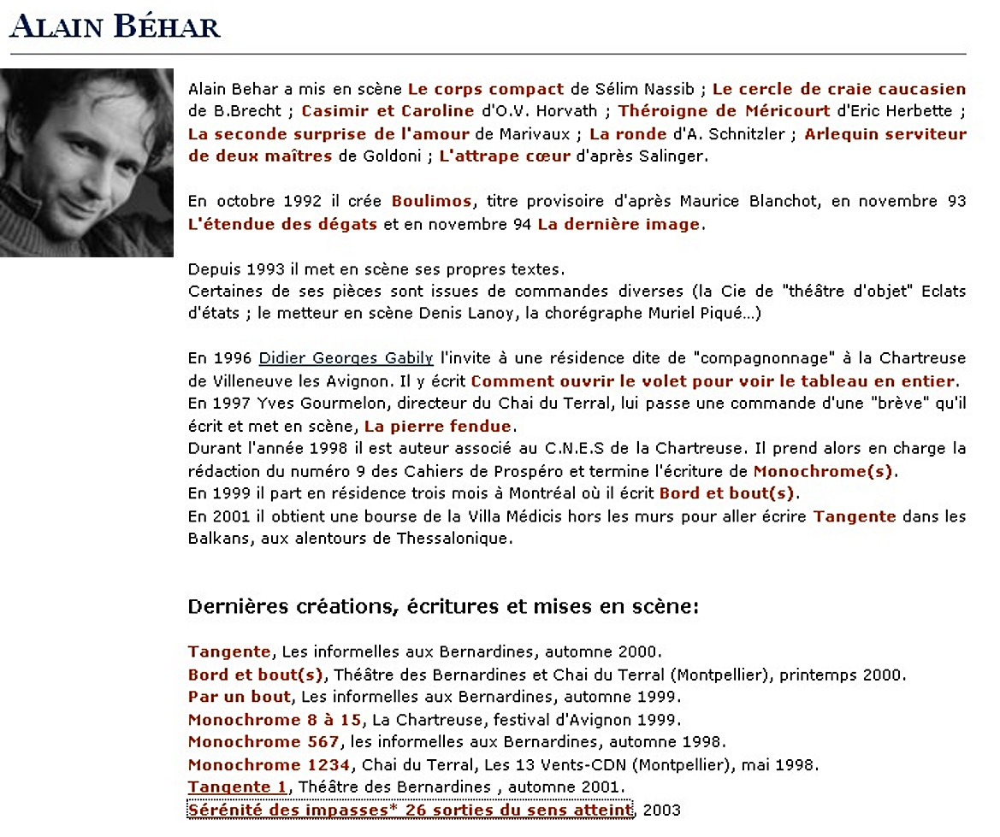 ALAIN BÉHAR
Alain Behar a mis en scène Le corps compact de Sélim Nassib ; Le cercle de craie caucasien
de B.Brecht ; Casimir et Caroline d'O.V. Horvath ; Théroigne de Méricourt d'Eric Herbette ;
La seconde surprise de l'amour de Marivaux ; La ronde d'A. Schnitzler ; Arlequin serviteur
de deux maîtres de Goldoni ; L'attrape cœur d'après Salinger.
En octobre 1992 il crée Boulimos, titre provisoire d'après Maurice Blanchot, en novembre 93
L'étendue des dégats et en novembre 94 La dernière image.
Depuis 1993 il met en scène ses propres textes.
Certaines de ses pièces sont issues de commandes diverses (la Cie de "théâtre d'objet" Eclats
d'états ; le metteur en scène Denis Lanoy, la chorégraphe Muriel Piqué...)
En 1996 Didier Georges Gabily l'invite à une résidence dite de "compagnonnage" à la Chartreuse
de Villeneuve les Avignon. Il y écrit Comment ouvrir le volet pour voir le tableau en entier.
En 1997 Yves Gourmelon, directeur du Chai du Terral, lui passe une commande d'une "brève" qu'il
écrit et met en scène, La pierre fendue.
Durant l'année 1998 il est auteur associé au C.N.E.S de la Chartreuse. Il prend alors en charge la
rédaction du numéro 9 des Cahiers de Prospéro et termine l'écriture de Monochrome(s).
En 1999 il part en résidence trois mois à Montréal où il écrit Bord et bout(s).
En 2001 il obtient une bourse de la Villa Médicis hors les murs pour aller écrire Tangente dans les
Balkans, aux alentours de Thessalonique.
Dernières créations, écritures et mises en scène:
Tangente, Les informelles aux Bernardines, automne 2000.
Bord et bout(s), Théâtre des Bernardines et Chai du Terral (Montpellier), printemps 2000.
Par un bout, Les informelles aux Bernardines, automne 1999.
Monochrome 8 à 15, La Chartreuse, festival d'Avignon 1999.
Monochrome 567, les informelles aux Bernardines, automne 1998.
Monochrome 1234, Chai du Terral, Les 13 Vents-CDN (Montpellier), mai 1998.
Tangente 1, Théâtre des Bernardines , automne 2001.
Sérénité des impasses* 26 sorties du sens atteint, 2003